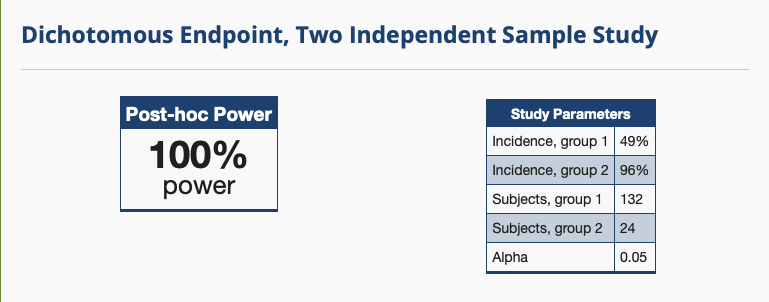 Dichotomous Endpoint, Two Independent Sample Study
Post-hoc Power
100%
power
Study Parameters
Incidence, group 1 49%
Incidence, group 2 96%
Subjects, group 1 132
Subjects, group 2 24
Alpha 0.05